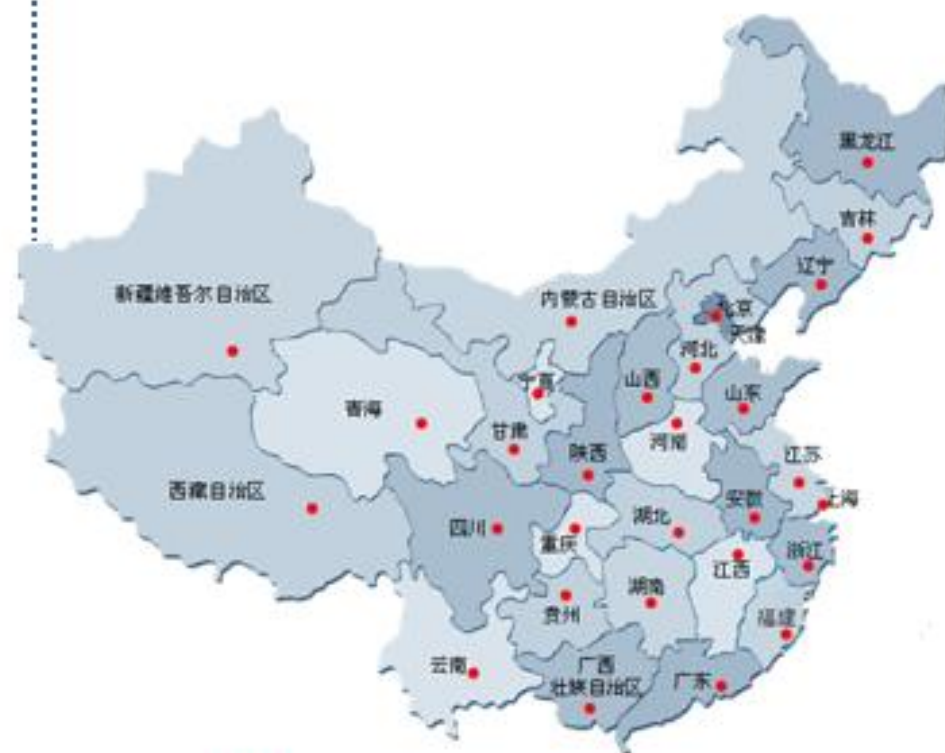 黑龙江
吉林
辽宁
新疆维吾尔自治区
内蒙古自治区
北京
天津
河北
宁夏
山西
山东
青海
甘肃
河南
陕西
江苏
西藏自治区
安徽
上海
四川
湖北
重庆
浙江
江西
湖南
贵州
福建
云南
广西
壮族自治区
广东